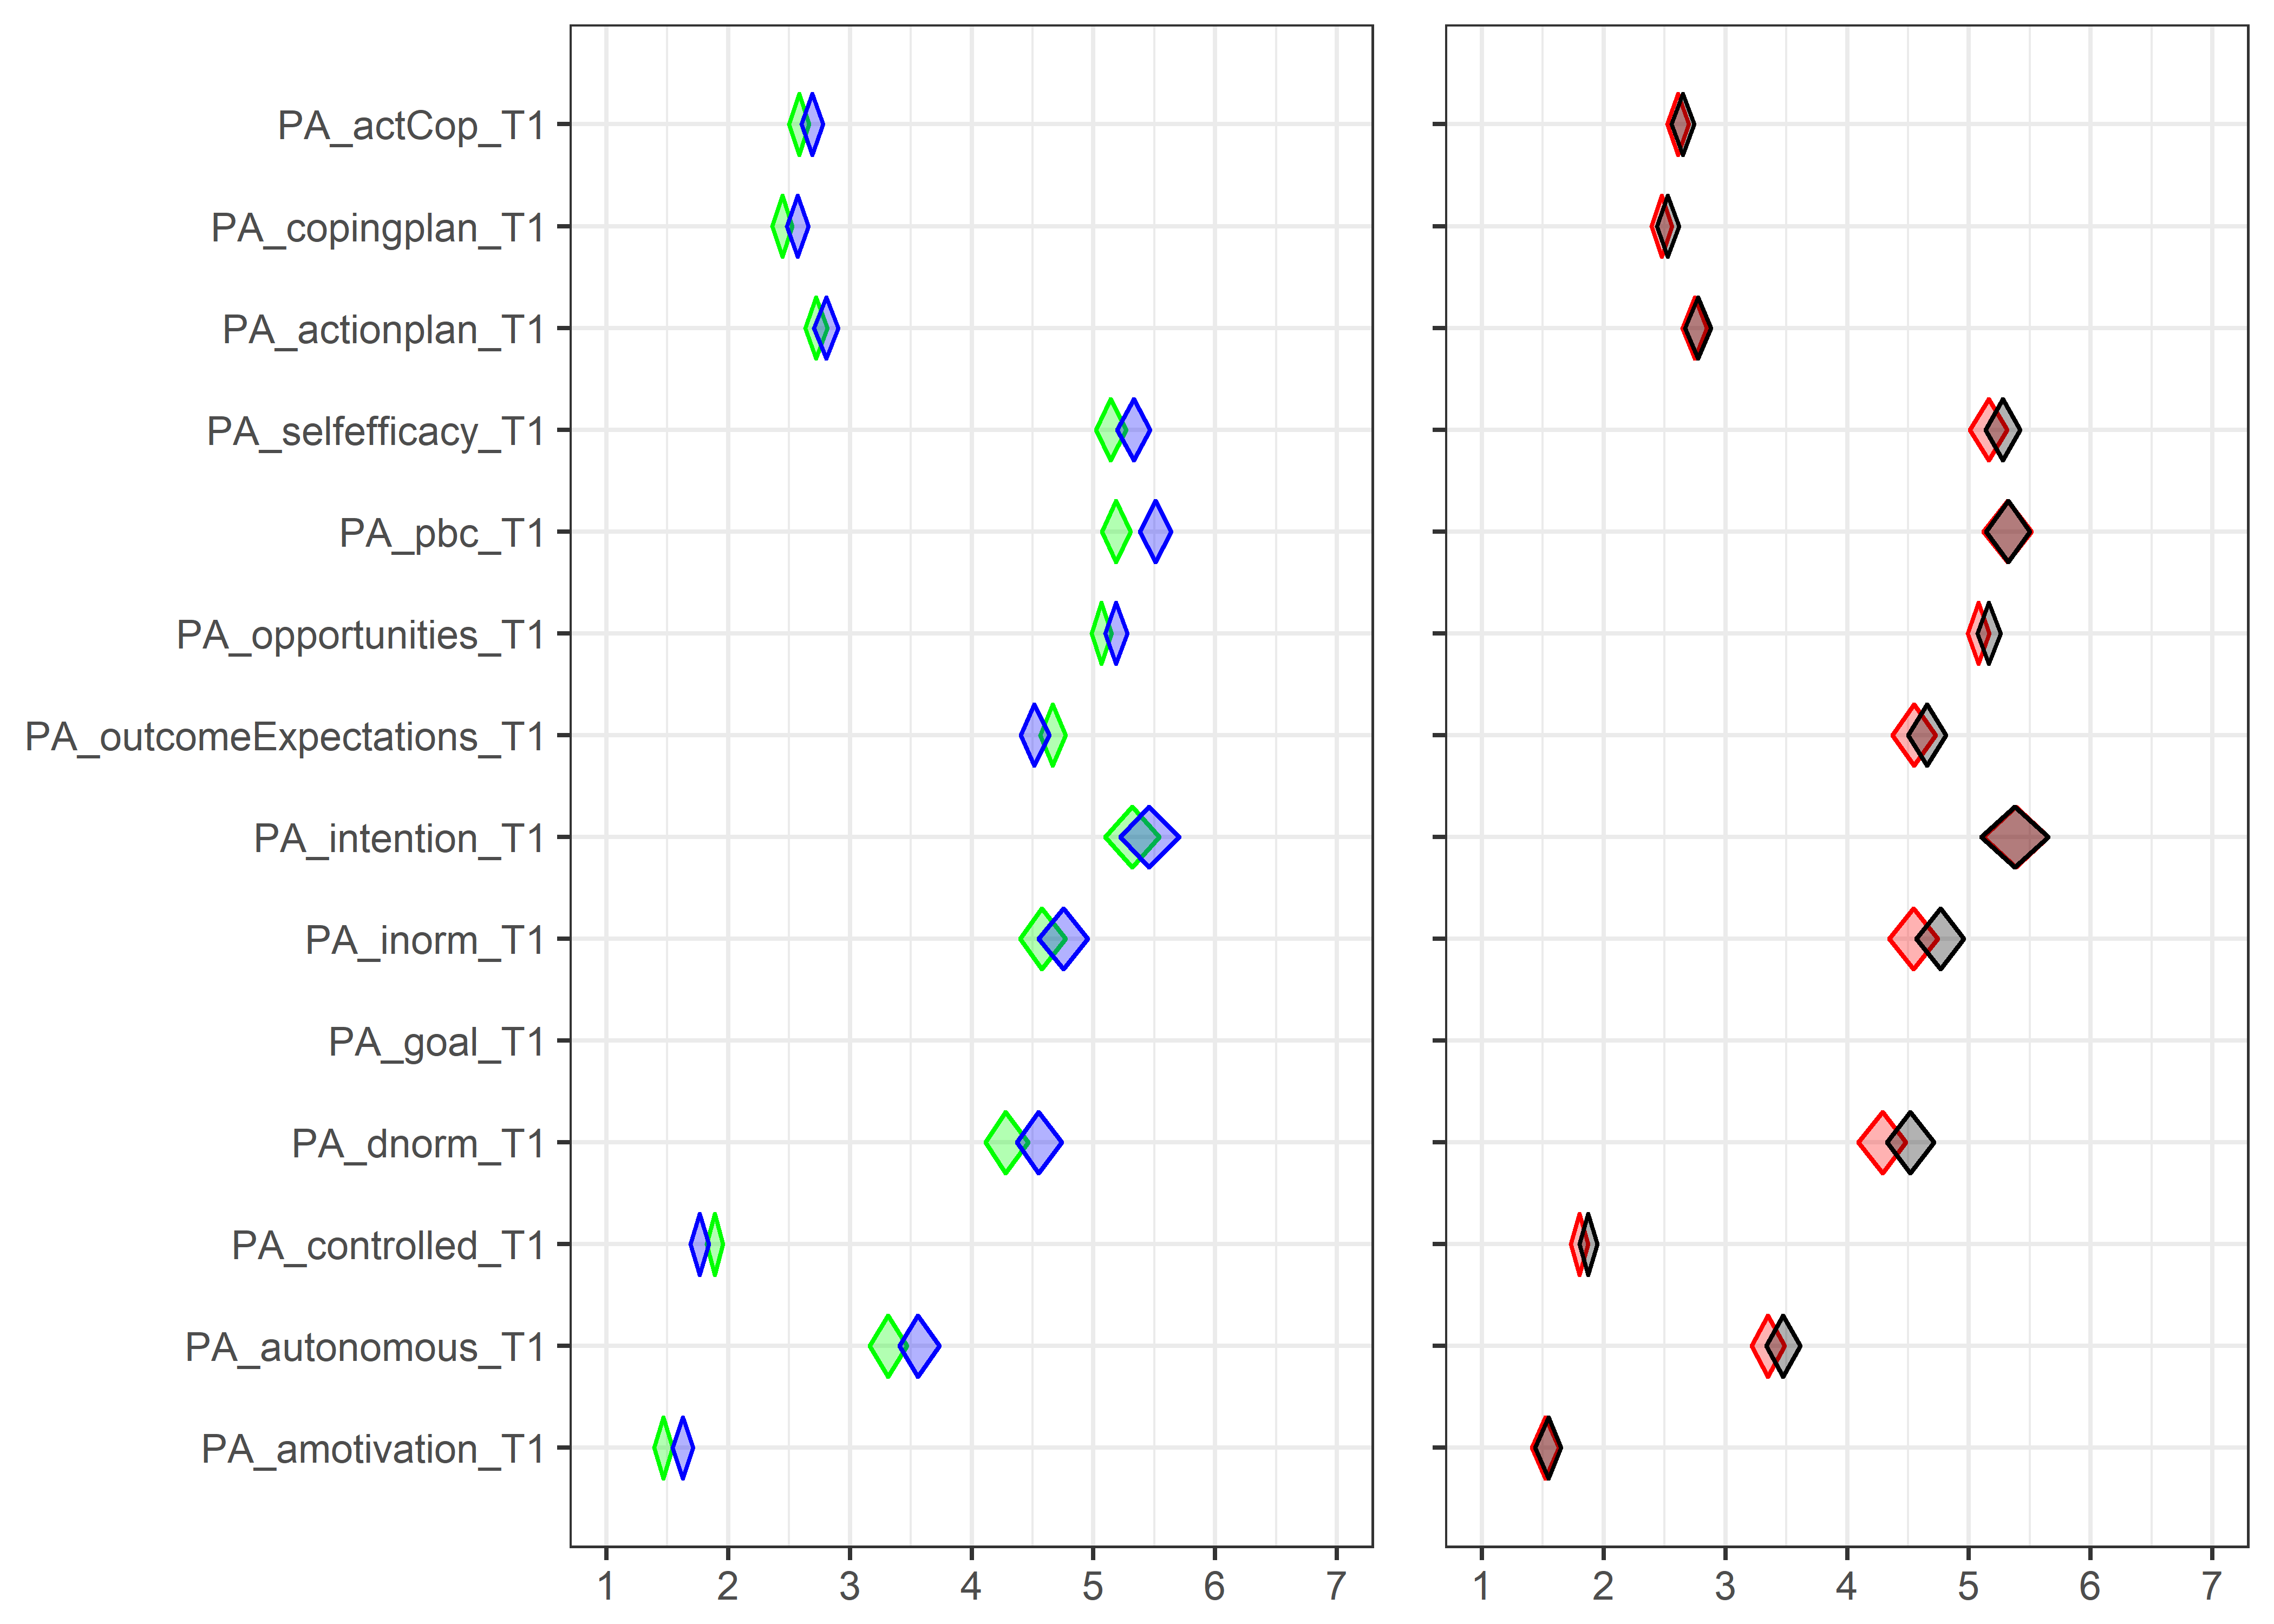 PA_actCop_T1
PA_copingplan_T1
PA_actionplan_T1
PA_selfefficacy_T1
PA_pbc_T1
PA_opportunities_T1
PA_outcomeExpectations_T1
PA_intention_T1
PA_inorm_T1
PA_goal_T1
PA_dnorm_T1
PA_controlled_T1
PA_autonomous_T1
PA_amotivation_T1
1 2 3 4 5 6 7 1 2 3 4 5 6 7